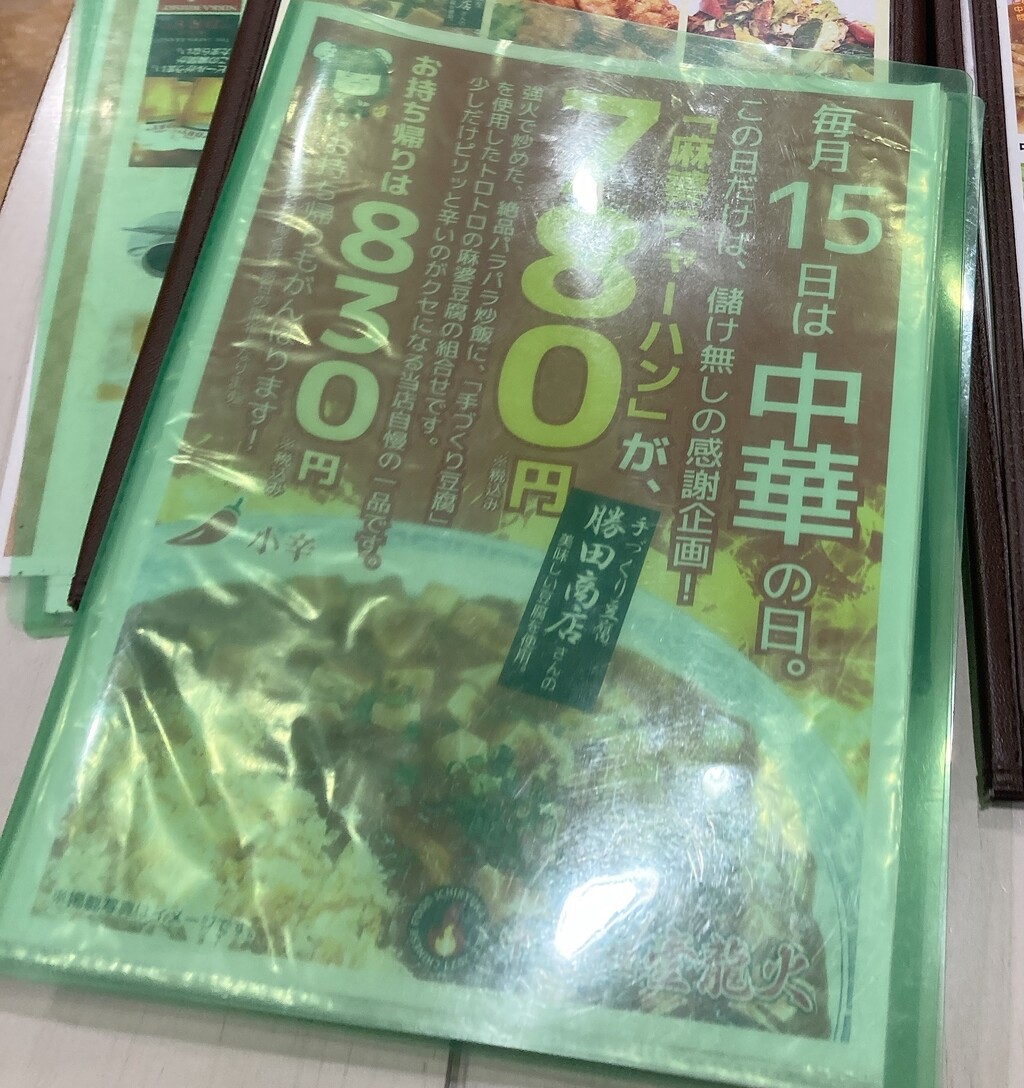 毎月15日は中華の日。
この日だけは、儲け無しの感謝企画！
「麻婆チャーハン」が、
780円
※税込み
強火で炒めた、絶品パラパラ炒飯に、「手づくり豆腐」
を使用したトロトロの麻婆豆腐の組合せです。
少しだけピリッと辛いのがクセになる当店自慢の一品です。
お持ち帰りは830円
※税込み
お持ち帰りもがんばります！
小辛
手づくり豆腐
勝田商店さんの
美味しい豆腐を使用。
※掲載写真はイメージです
龍火